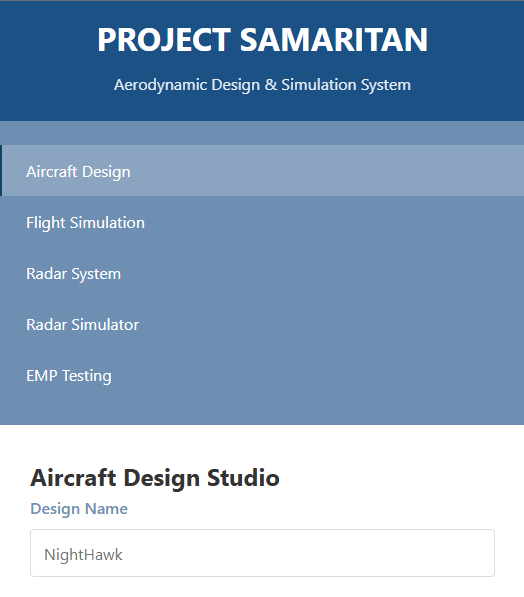 PROJECT SAMARITAN
Aerodynamic Design & Simulation System
Aircraft Design
Flight Simulation
Radar System
Radar Simulator
EMP Testing
Aircraft Design Studio
Design Name
NightHawk